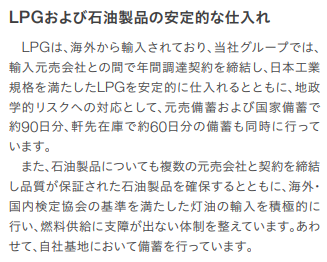 LPGおよび石油製品の安定的な仕入れ
　LPGは、海外から輸入されており、当社グループでは、
輸入元売会社との間で年間調達契約を締結し、日本工業
規格を満たしたLPGを安定的に仕入れるとともに、地政
学的リスクへの対応として、元売備蓄および国家備蓄で
約90日分、軒先在庫で約60日分の備蓄も同時に行って
います。
　また、石油製品についても複数の元売会社と契約を締結
し品質が保証された石油製品を確保するとともに、海外・
国内検定協会の基準を満たした灯油の輸入を積極的に
行い、燃料供給に支障が出ない体制を整えています。あわ
せて、自社基地において備蓄を行っています。